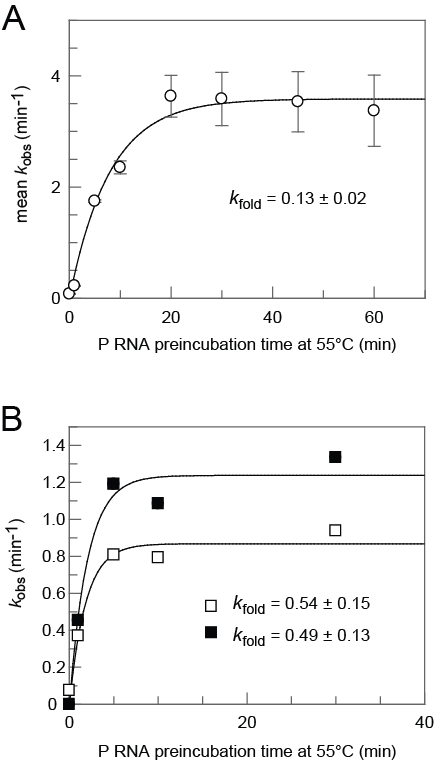 A
4
2
0
mean kobs (min-1)
kfold = 0.13 ± 0.02
0 20 40 60
P RNA preincubation time at 55°C (min)
B
1.4
1.2
1.0
0.8
0.6
0.4
0.2
0
kobs (min-1)
kfold = 0.54 ± 0.15
kfold = 0.49 ± 0.13
0 20 40
P RNA preincubation time at 55°C (min)